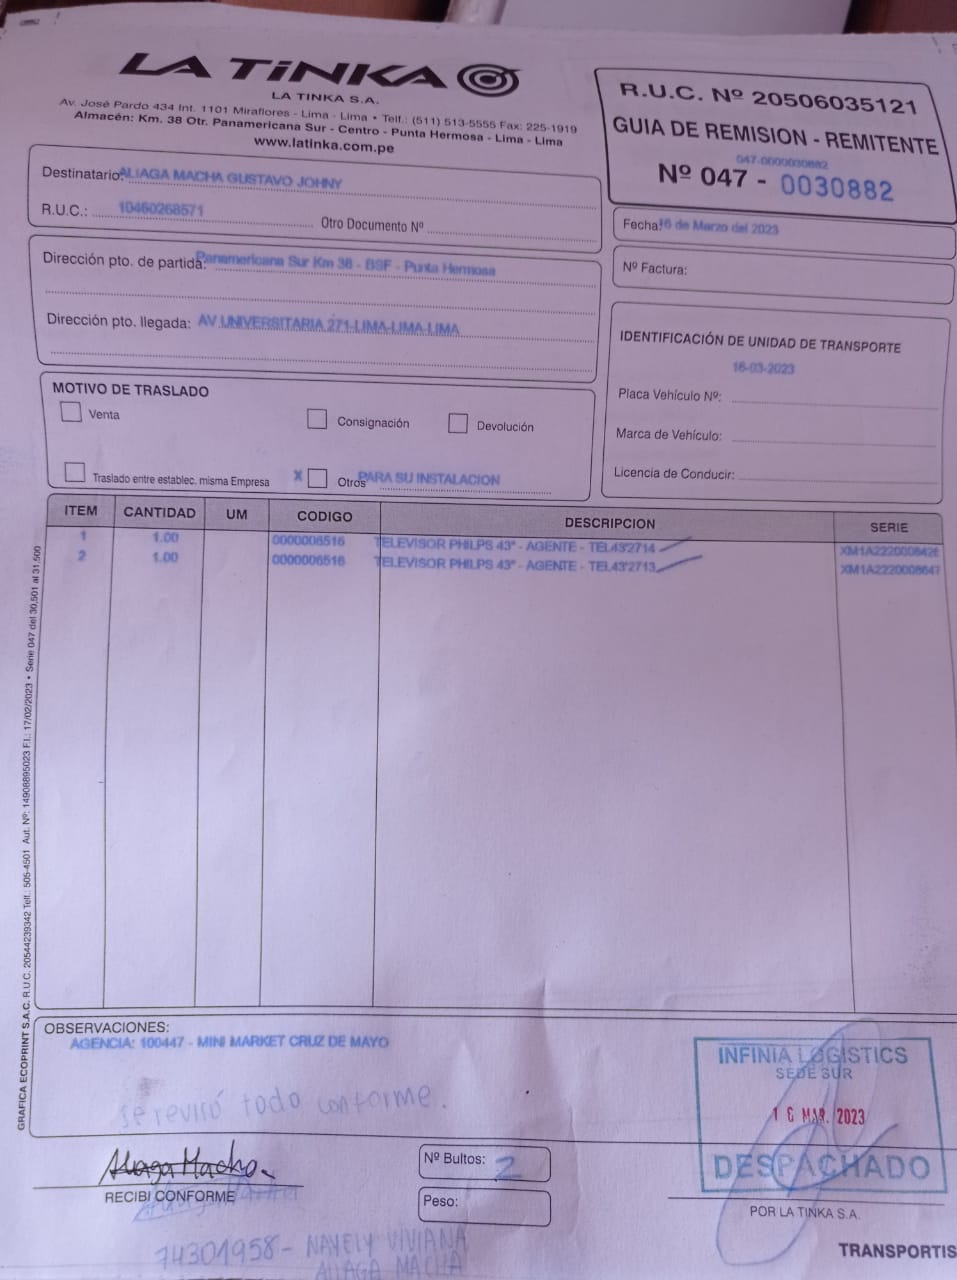 LA TiNKA
LA TINKA S.A.
Av. José Pardo 434 Int. 1101 Miraflores - Lima - Lima • Telf.: (511) 513-5555 Fax: 225-1919
Almacén: Km. 38 Otr. Panamericana Sur - Centro - Punta Hermosa - Lima - Lima
www.latinka.com.pe
R.U.C. Nº 20506035121
GUIA DE REMISION - REMITENTE
047-0000030882
Nº 047 - 0030882
Destinatario: ALIAGA MACHA GUSTAVO JOHNY
R.U.C.: 10460268571 Otro Documento Nº
Fecha: 16 de Marzo del 2023
Nº Factura:
Dirección pto. de partida: Panamericana Sur Km 38 - BSF - Punta Hermosa
Dirección pto. llegada: AV.UNIVERSITARIA 271-LIMA-LIMA-LIMA
IDENTIFICACIÓN DE UNIDAD DE TRANSPORTE
16-03-2023
Placa Vehículo Nº:
Marca de Vehículo:
Licencia de Conducir:
MOTIVO DE TRASLADO
Venta Consignación Devolución
Traslado entre establec. misma Empresa X Otros PARA SU INSTALACION
ITEM CANTIDAD UM CODIGO DESCRIPCION SERIE
1 1.00 0000006516 TELEVISOR PHILPS 43" - AGENTE - TEL43'2714 XM1A2220008426
2 1.00 0000006516 TELEVISOR PHILPS 43" - AGENTE - TEL43'2713 XM1A2220008647
GRAFICA ECOPRINT S.A.C. R.U.C. 20544239342 Telf.: 505-4501 Aut. Nº: 14908895023 F.I.: 17/02/2023 • Serie 047 del 30,501 al 31,500
OBSERVACIONES:
AGENCIA: 100447 - MINI MARKET CRUZ DE MAYO
se revisó todo conforme.
INFINIA LOGISTICS
SEDE SUR
16 MAR. 2023
DESPACHADO
Aliaga Macha
RECIBI CONFORME
Nº Bultos: 2
Peso:
POR LA TINKA S.A.
74301958 - NAYELY VIVIANA
ALIAGA MACHA
TRANSPORTIS